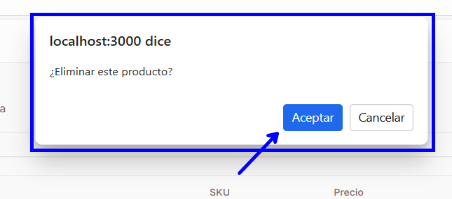 localhost:3000 dice
¿Eliminar este producto?
Aceptar Cancelar
a
SKU Precio